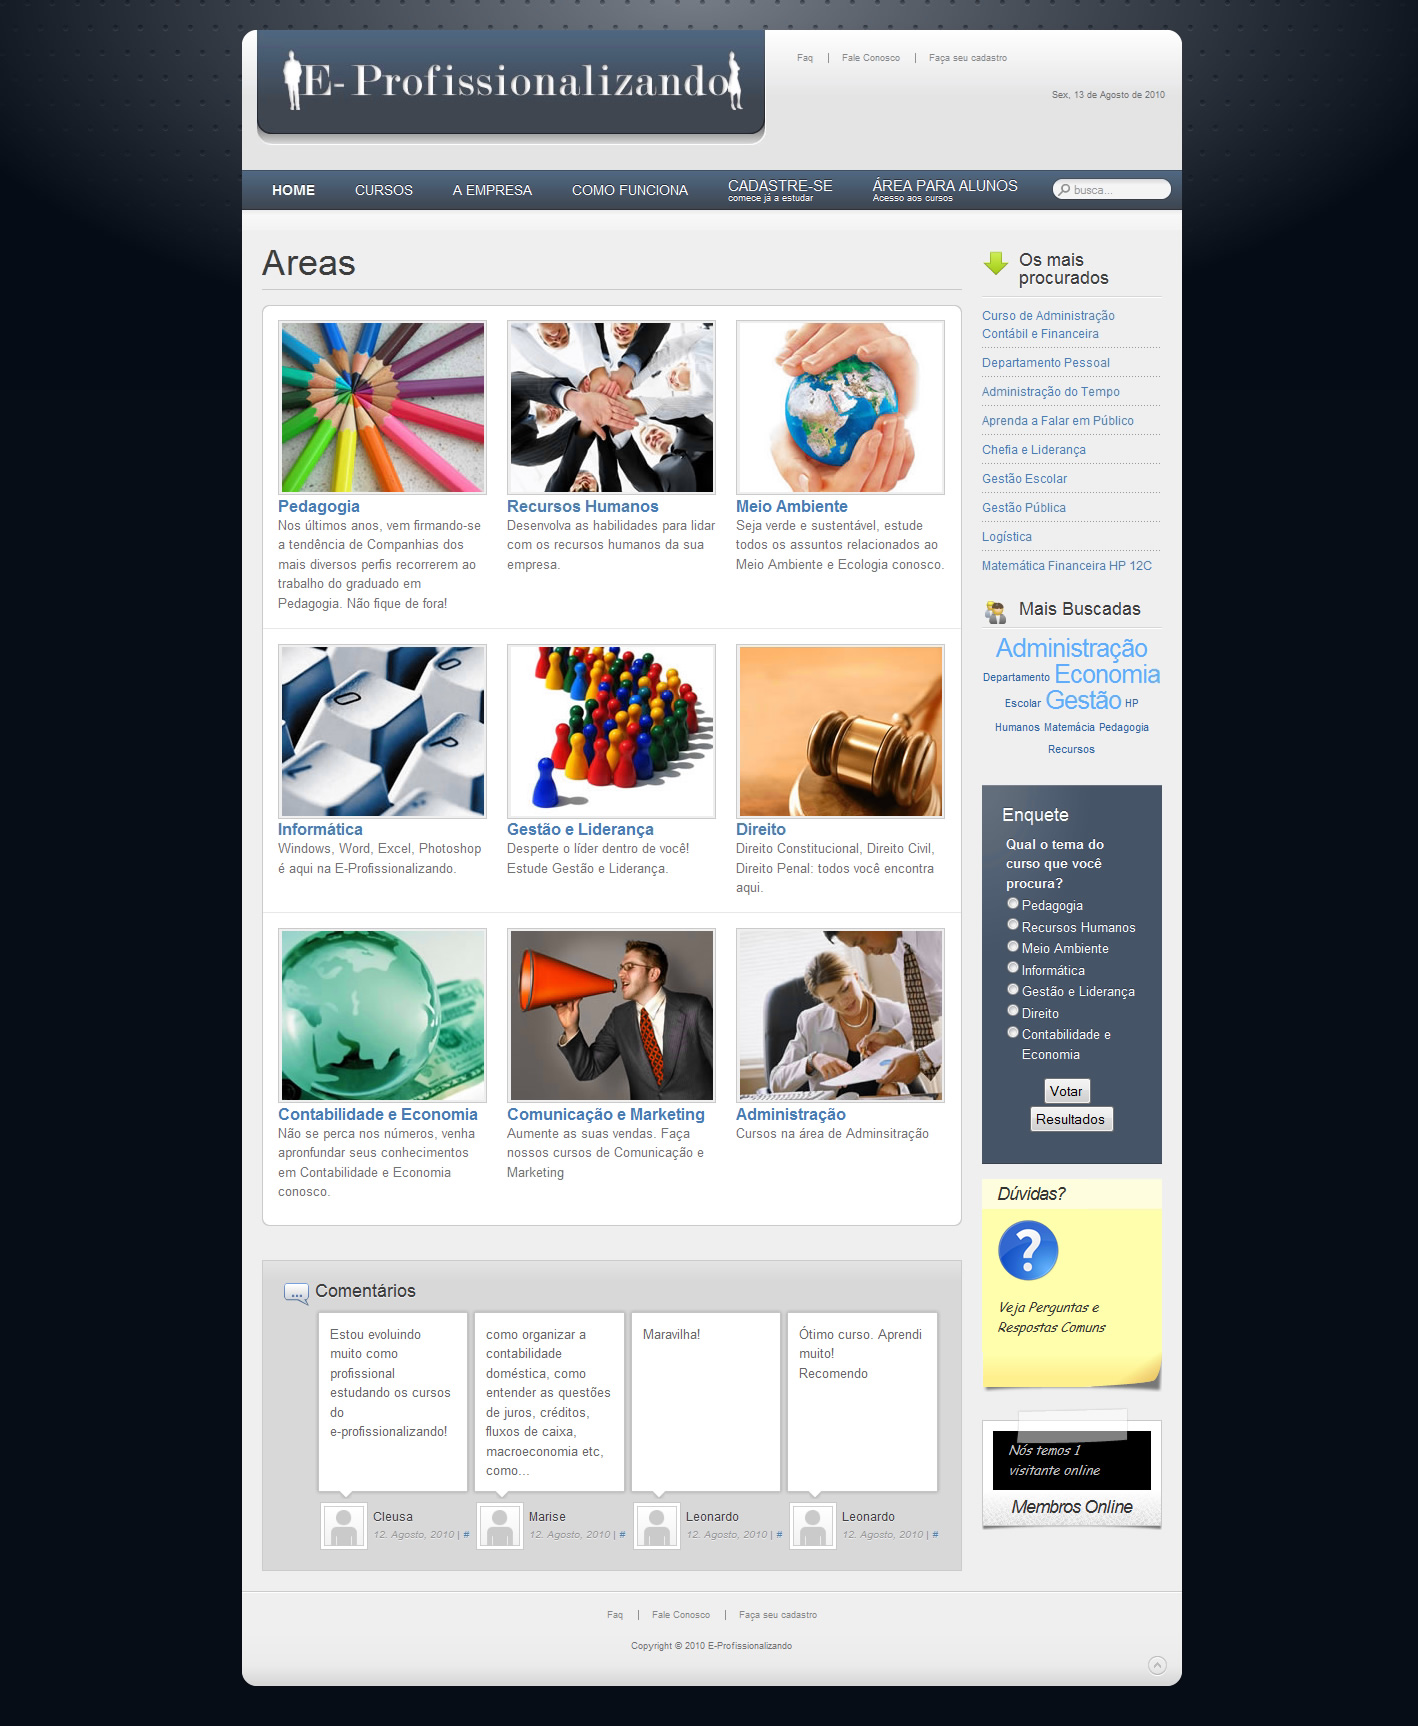 E-Profissionalizando
Faq
Fale Conosco
Faça seu cadastro
Sex, 13 de Agosto de 2010
HOME
CURSOS
A EMPRESA
COMO FUNCIONA
CADASTRE-SE
comece já a estudar
ÁREA PARA ALUNOS
Acesso aos cursos
busca...
Areas
Pedagogia
Nos últimos anos, vem firmando-se
a tendência de Companhias dos
mais diversos perfis recorrerem ao
trabalho do graduado em
Pedagogia. Não fique de fora!
Recursos Humanos
Desenvolva as habilidades para lidar
com os recursos humanos da sua
empresa.
Meio Ambiente
Seja verde e sustentável, estude
todos os assuntos relacionados ao
Meio Ambiente e Ecologia conosco.
O
P
Informática
Windows, Word, Excel, Photoshop
é aqui na E-Profissionalizando.
Gestão e Liderança
Desperte o líder dentro de você!
Estude Gestão e Liderança.
Direito
Direito Constitucional, Direito Civil,
Direito Penal: todos você encontra
aqui.
Contabilidade e Economia
Não se perca nos números, venha
apronfundar seus conhecimentos
em Contabilidade e Economia
conosco.
Comunicação e Marketing
Aumente as suas vendas. Faça
nossos cursos de Comunicação e
Marketing
Administração
Cursos na área de Adminsitração
Comentários
Estou evoluindo
muito como
profissional
estudando os cursos
do
e-profissionalizando!
Cleusa
12. Agosto, 2010 | #
como organizar a
contabilidade
doméstica, como
entender as questões
de juros, créditos,
fluxos de caixa,
macroeconomia etc,
como...
Marise
12. Agosto, 2010 | #
Maravilha!
Leonardo
12. Agosto, 2010 | #
Ótimo curso. Aprendi
muito!
Recomendo
Leonardo
12. Agosto, 2010 | #
Os mais
procurados
Curso de Administração
Contábil e Financeira
Departamento Pessoal
Administração do Tempo
Aprenda a Falar em Público
Chefia e Liderança
Gestão Escolar
Gestão Pública
Logística
Matemática Financeira HP 12C
Mais Buscadas
Administração
Departamento Economia
Escolar Gestão HP
Humanos Matemácia Pedagogia
Recursos
Enquete
Qual o tema do
curso que você
procura?
Pedagogia
Recursos Humanos
Meio Ambiente
Informática
Gestão e Liderança
Direito
Contabilidade e
Economia
Votar
Resultados
Dúvidas?
?
Veja Perguntas e
Respostas Comuns
Nós temos 1
visitante online
Membros Online
Faq
Fale Conosco
Faça seu cadastro
Copyright © 2010 E-Profissionalizando